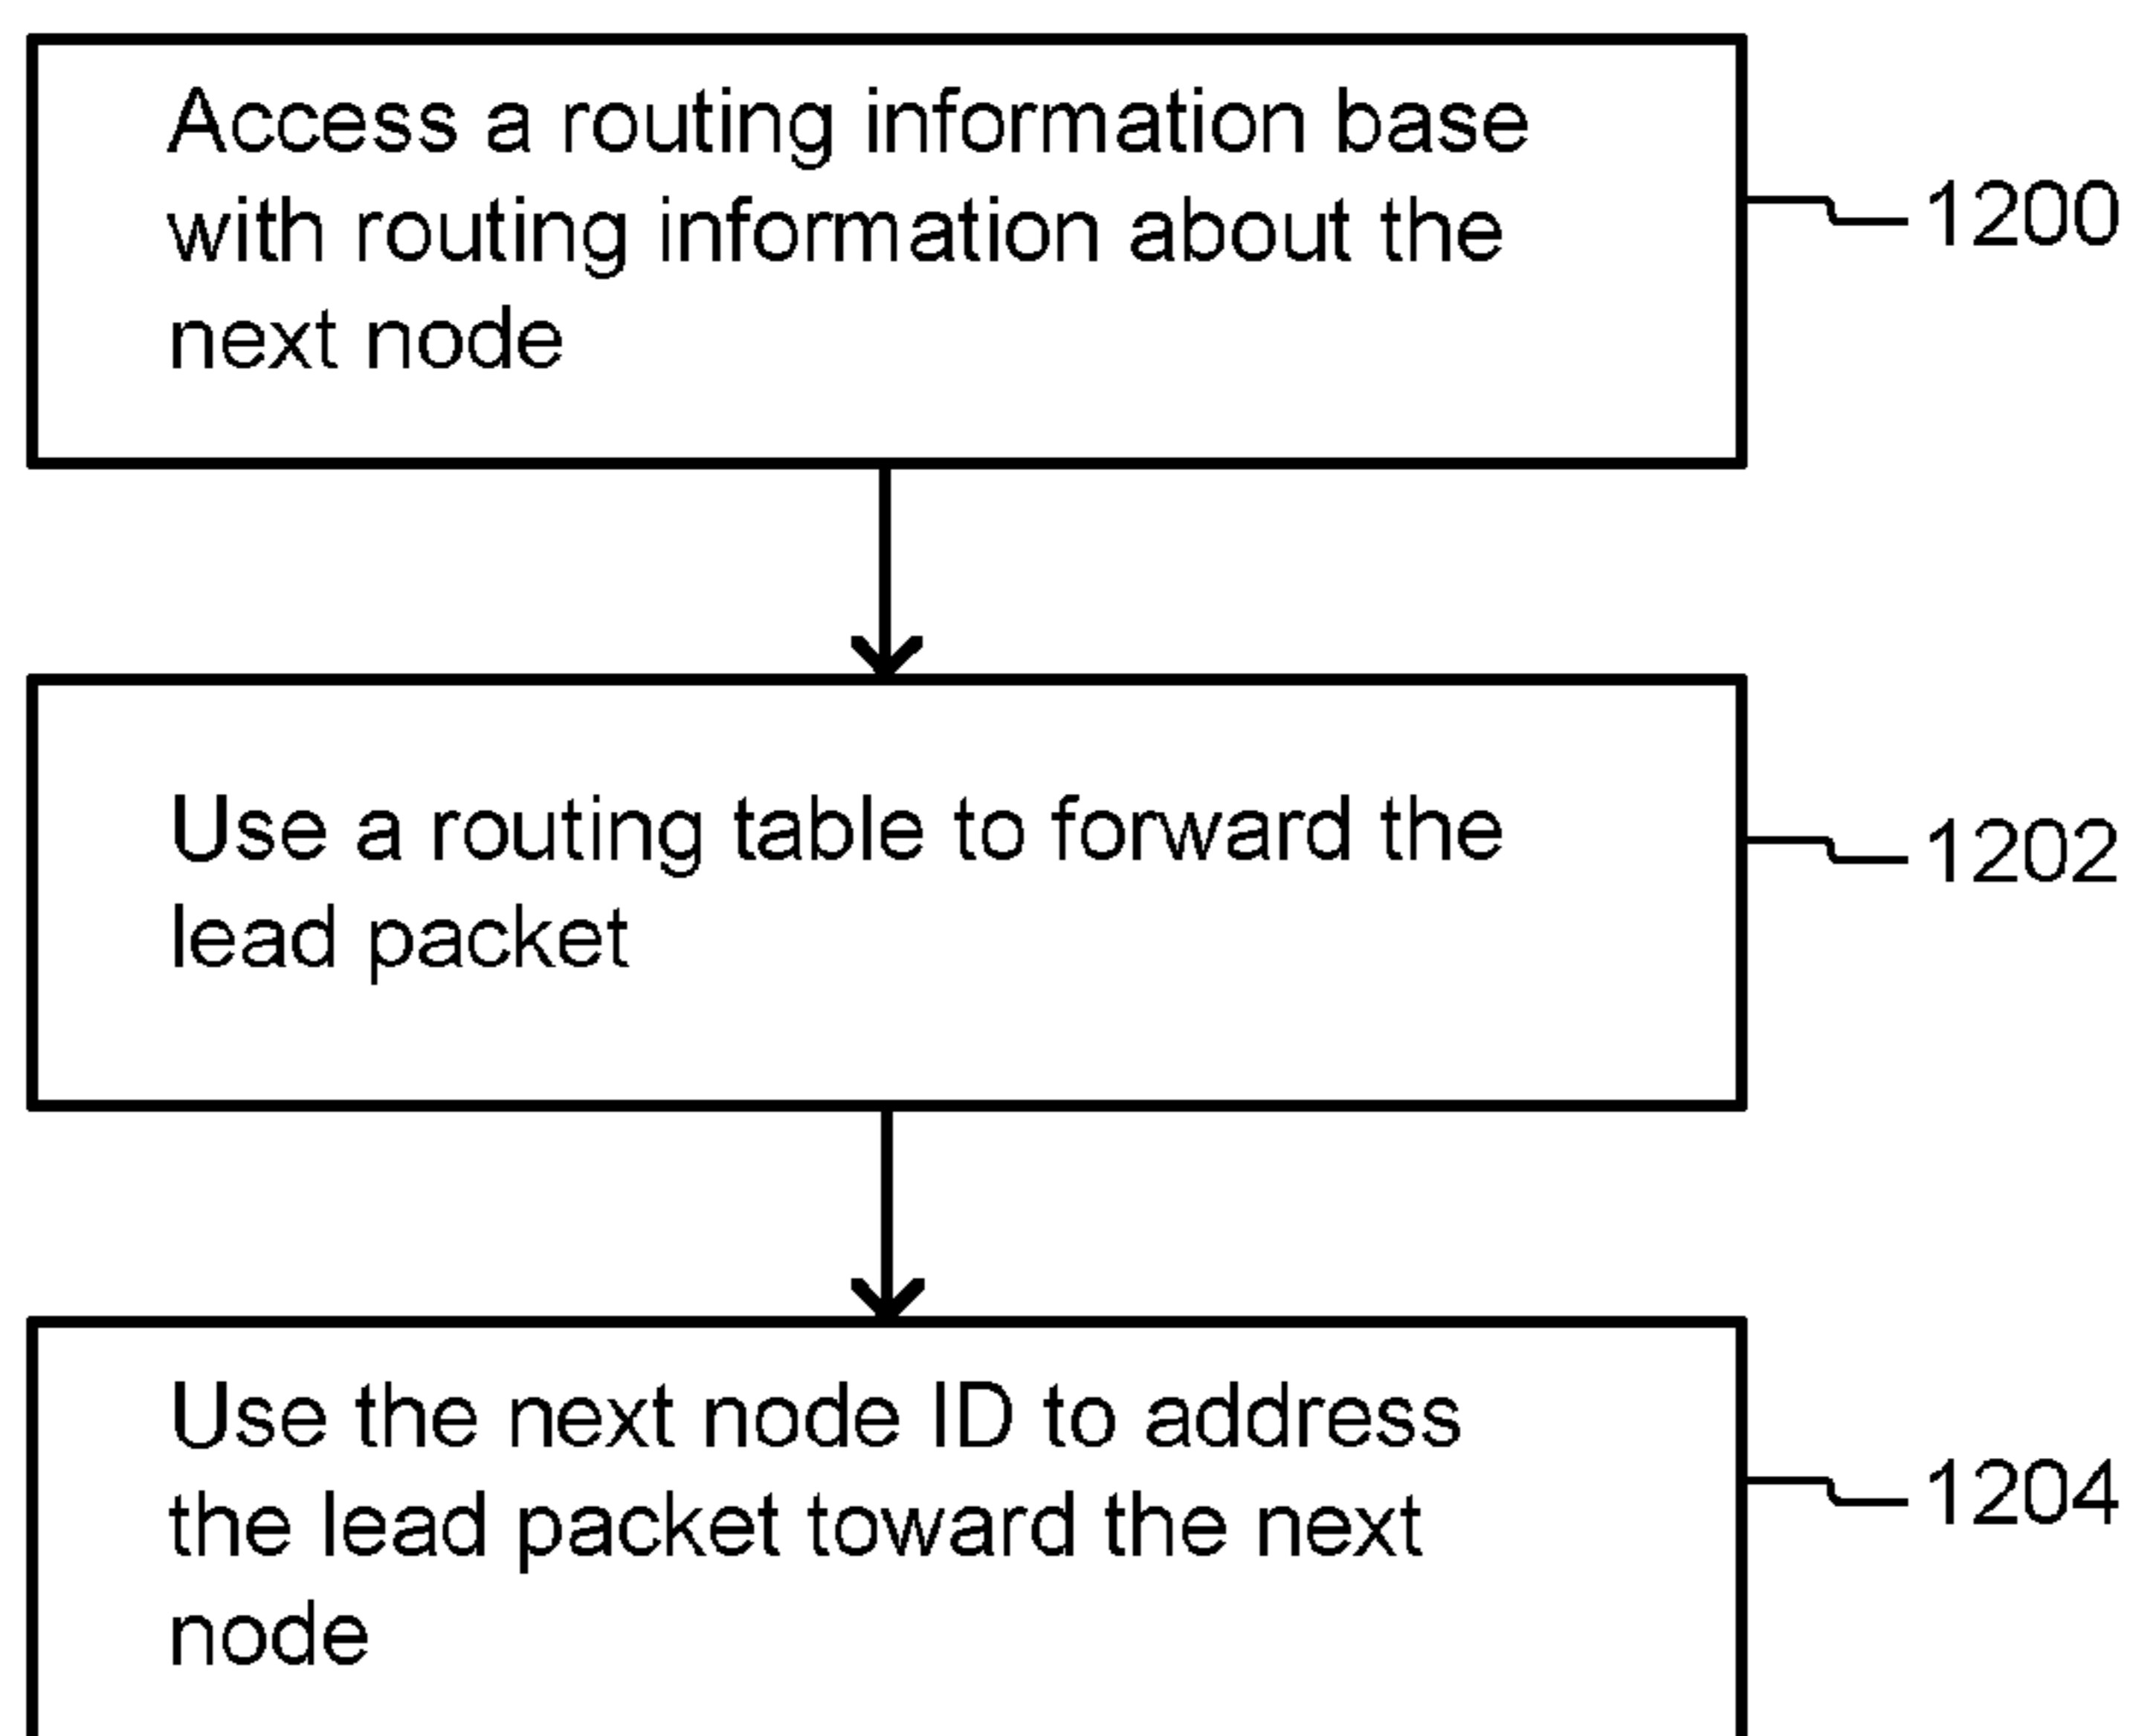 Access a routing information base
with routing information about the
next node
1200
Use a routing table to forward the
lead packet
1202
Use the next node ID to address
the lead packet toward the next
node
1204